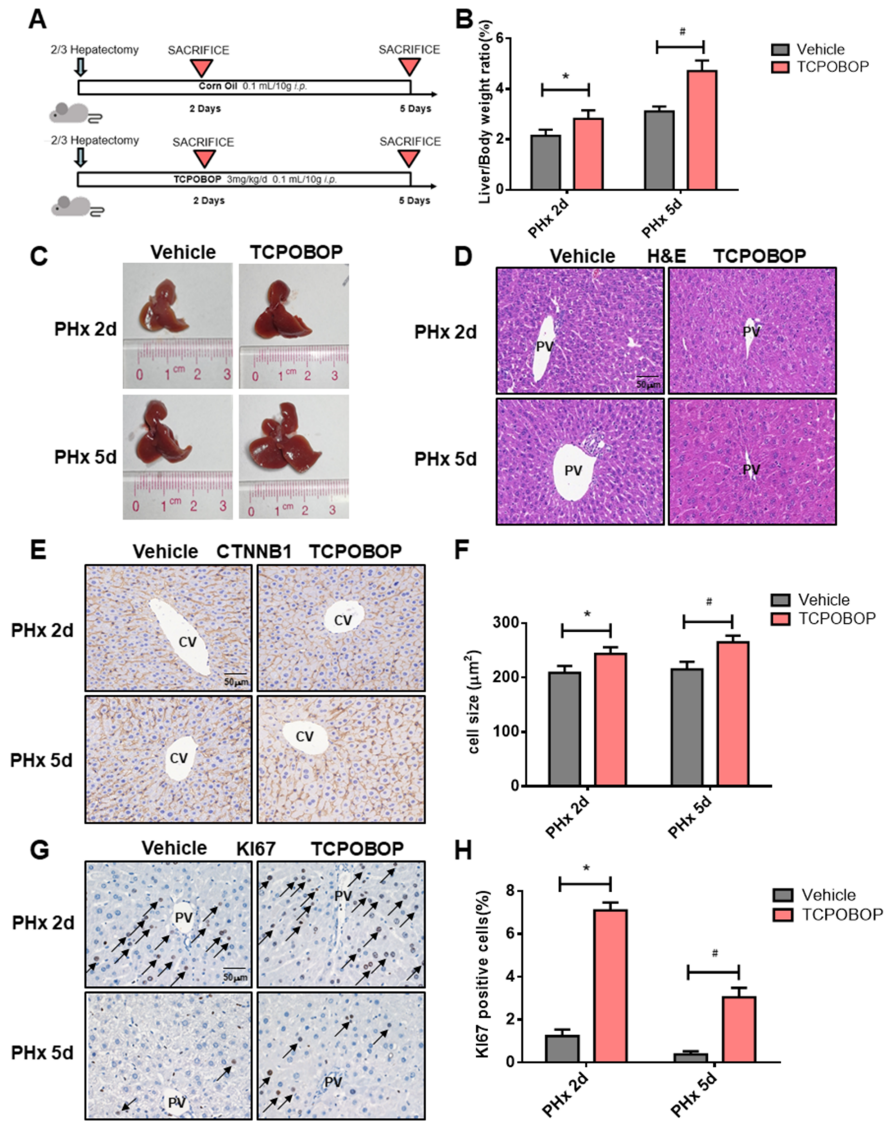 A
2/3 Hepatectomy
SACRIFICE
SACRIFICE
Corn Oil 0.1 mL/10g i.p.
2 Days
5 Days
2/3 Hepatectomy
SACRIFICE
SACRIFICE
TCPOBOP 3mg/kg/d 0.1 mL/10g i.p.
2 Days
5 Days
B
Liver/Body weight ratio(%)
6
4
2
0
*
#
PHx 2d
PHx 5d
Vehicle
TCPOBOP
C
Vehicle
TCPOBOP
PHx 2d
0 1 cm 2 3
0 1 cm 2 3
PHx 5d
0 1 cm 2 3
0 1 cm 2 3
D
Vehicle H&E TCPOBOP
PHx 2d
PV
50μm
PV
PHx 5d
PV
PV
E
Vehicle CTNNB1 TCPOBOP
PHx 2d
CV
50μm
CV
PHx 5d
CV
CV
F
cell size (μm²)
300
200
100
0
*
#
PHx 2d
PHx 5d
Vehicle
TCPOBOP
G
Vehicle KI67 TCPOBOP
PHx 2d
PV
50μm
PV
PHx 5d
PV
PV
H
KI67 positive cells(%)
8
6
4
2
0
*
#
PHx 2d
PHx 5d
Vehicle
TCPOBOP